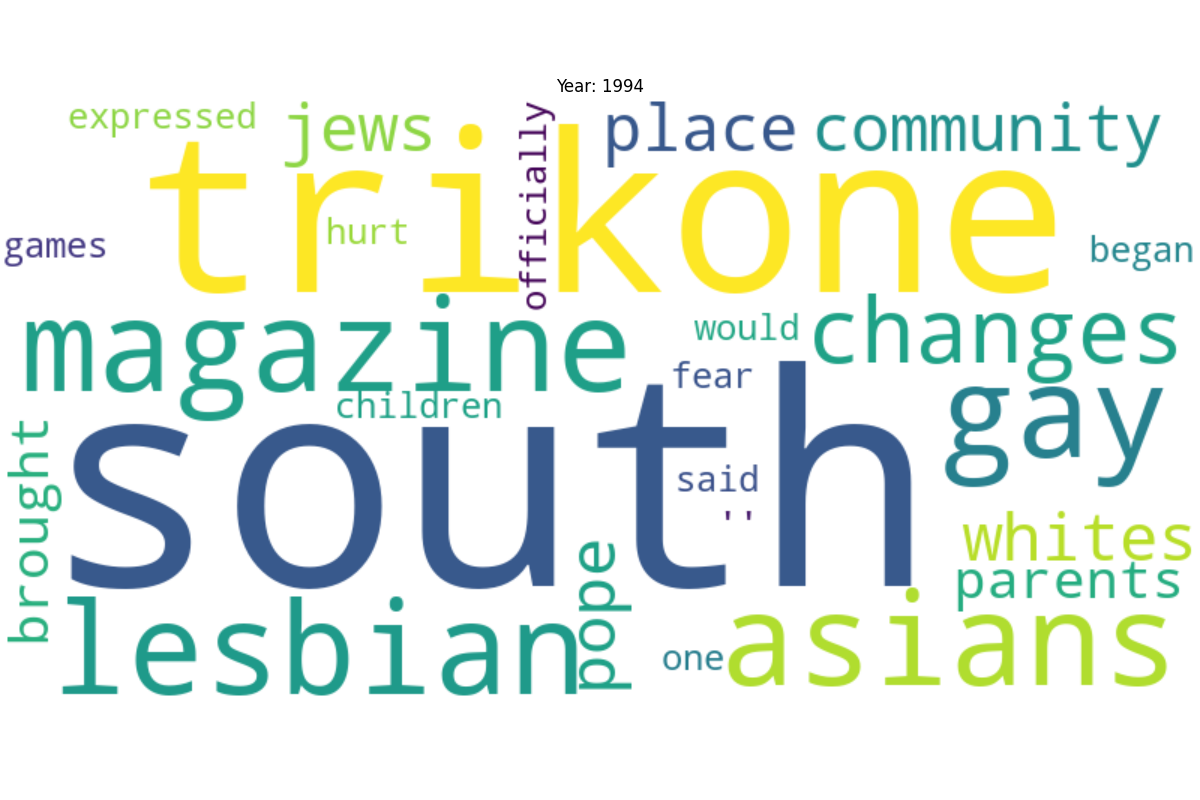 Year: 1994
expressed
jews
officially
place
community
trikone
hurt
games
began
magazine
would
changes
fear
children
gay
brought
south
said
''
whites
pope
parents
lesbian
one
asians